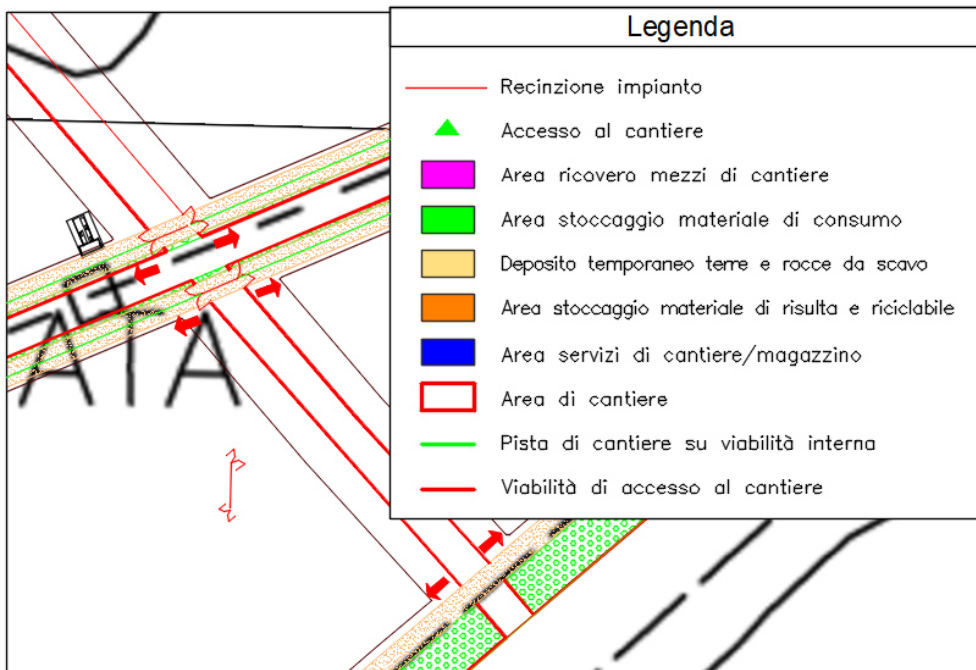 Legenda
Recinzione impianto
Accesso al cantiere
Area ricovero mezzi di cantiere
Area stoccaggio materiale di consumo
Deposito temporaneo terre e rocce da scavo
Area stoccaggio materiale di risulta e riciclabile
Area servizi di cantiere/magazzino
Area di cantiere
Pista di cantiere su viabilità interna
Viabilità di accesso al cantiere
ATA